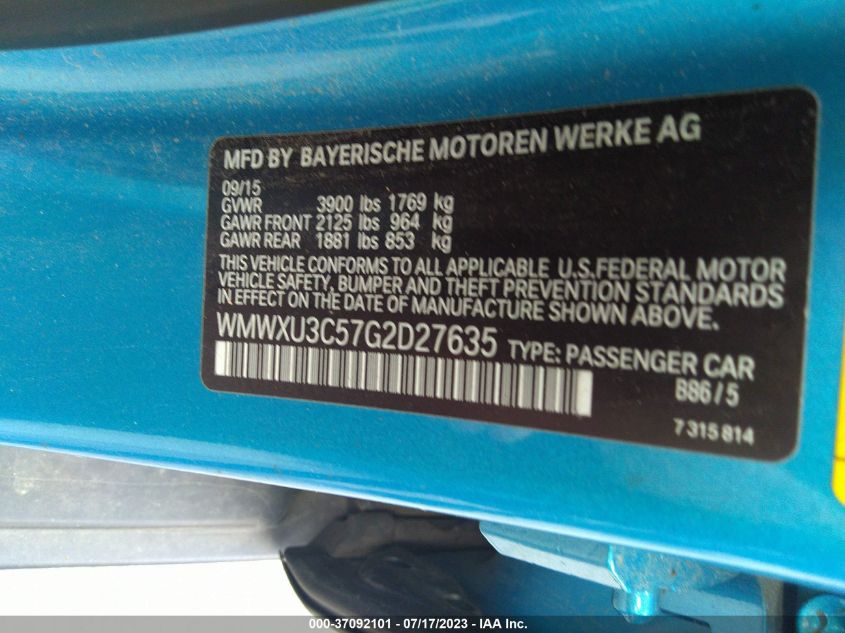 MFD BY BAYERISCHE MOTOREN WERKE AG
09/15
GVWR 3900 lbs 1769 kg
GAWR FRONT 2125 lbs 964 kg
GAWR REAR 1881 lbs 853 kg
THIS VEHICLE CONFORMS TO ALL APPLICABLE U.S.FEDERAL MOTOR
VEHICLE SAFETY, BUMPER AND THEFT PREVENTION STANDARDS
IN EFFECT ON THE DATE OF MANUFACTURE SHOWN ABOVE.
WMWXU3C57G2D27635 TYPE: PASSENGER CAR
B86/5
7 315 814
000-37092101 - 07/17/2023 - IAA Inc.